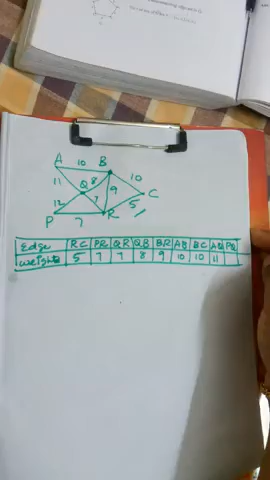 A 10 B
11 Q 8 9 10 C
12 7 5
P 7 R
Edge RC PR QR QB BR AB BC AQ PQ
weights 5 7 7 8 9 10 10 11